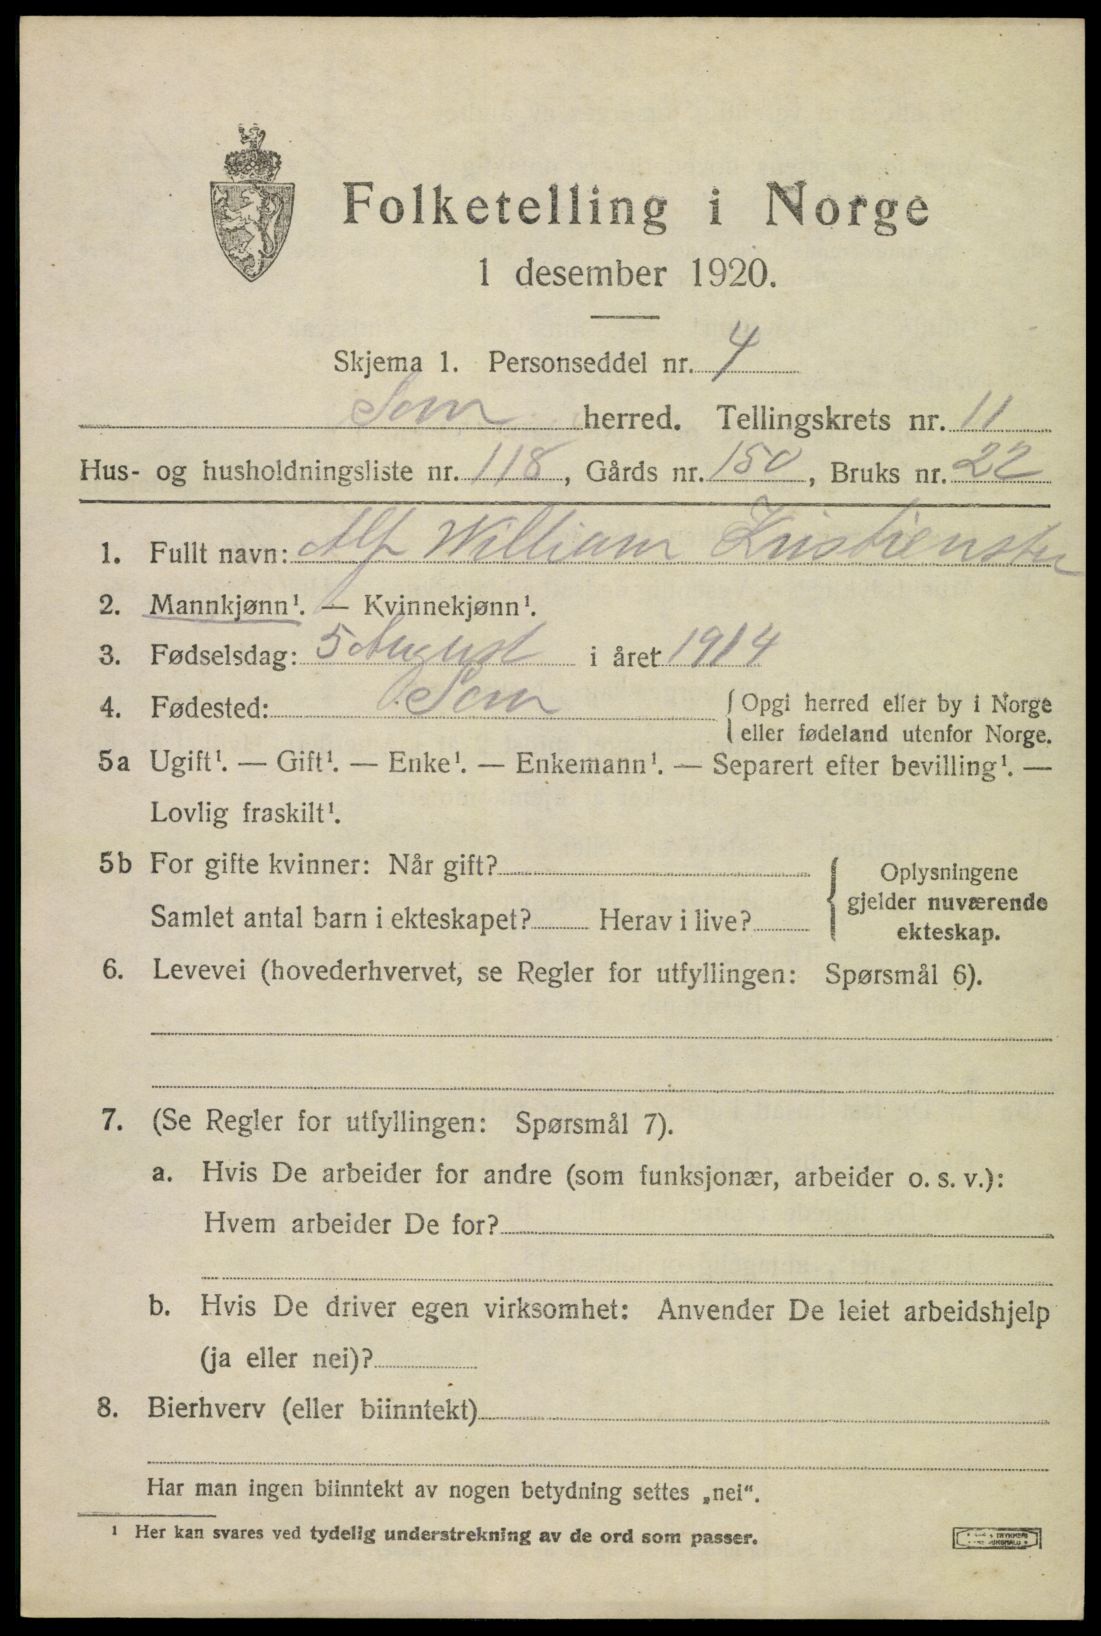 Folketelling i Norge
1 desember 1920.
Skjema 1. Personseddel nr. 4
Sem herred. Tellingskrets nr. 11
Hus- og husholdningsliste nr. 118, Gårds nr. 150, Bruks nr. 22
1. Fullt navn: Alf William
2. Mannkjønn¹. — Kvinnekjønn¹.
3. Fødselsdag: 5 August i året 1914
4. Fødested: Sem { Opgi herred eller by i Norge
eller fødeland utenfor Norge.
5a Ugift¹. — Gift¹. — Enke¹. — Enkemann¹. — Separert efter bevilling¹. —
Lovlig fraskilt¹.
5b For gifte kvinner: Når gift?
Samlet antal barn i ekteskapet? Herav i live?
{ Oplysningene
gjelder nuværende
ekteskap.
6. Levevei (hovederhvervet, se Regler for utfyllingen: Spørsmål 6).
7. (Se Regler for utfyllingen: Spørsmål 7).
a. Hvis De arbeider for andre (som funksjonær, arbeider o. s. v.):
Hvem arbeider De for?
b. Hvis De driver egen virksomhet: Anvender De leiet arbeidshjelp
(ja eller nei)?
8. Bierhverv (eller biinntekt)
Har man ingen biinntekt av nogen betydning settes „nei“.
¹ Her kan svares ved tydelig understrekning av de ord som passer.